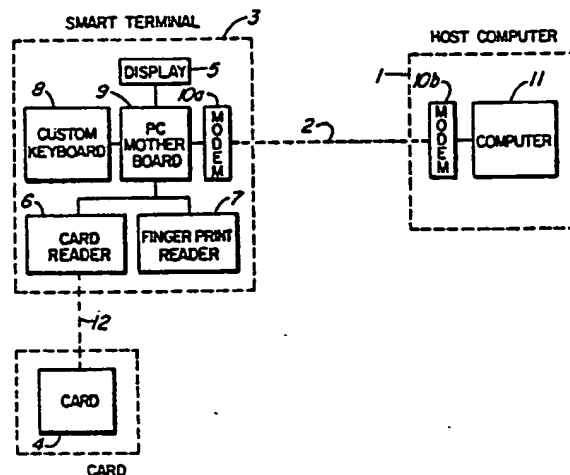 SMART TERMINAL
3
HOST COMPUTER
DISPLAY
5
8
9
10a
1
10b
11
CUSTOM
KEYBOARD
PC
MOTHER
BOARD
MODEM
2
MODEM
COMPUTER
6
7
CARD
READER
FINGER PRINT
READER
12
CARD
4
CARD